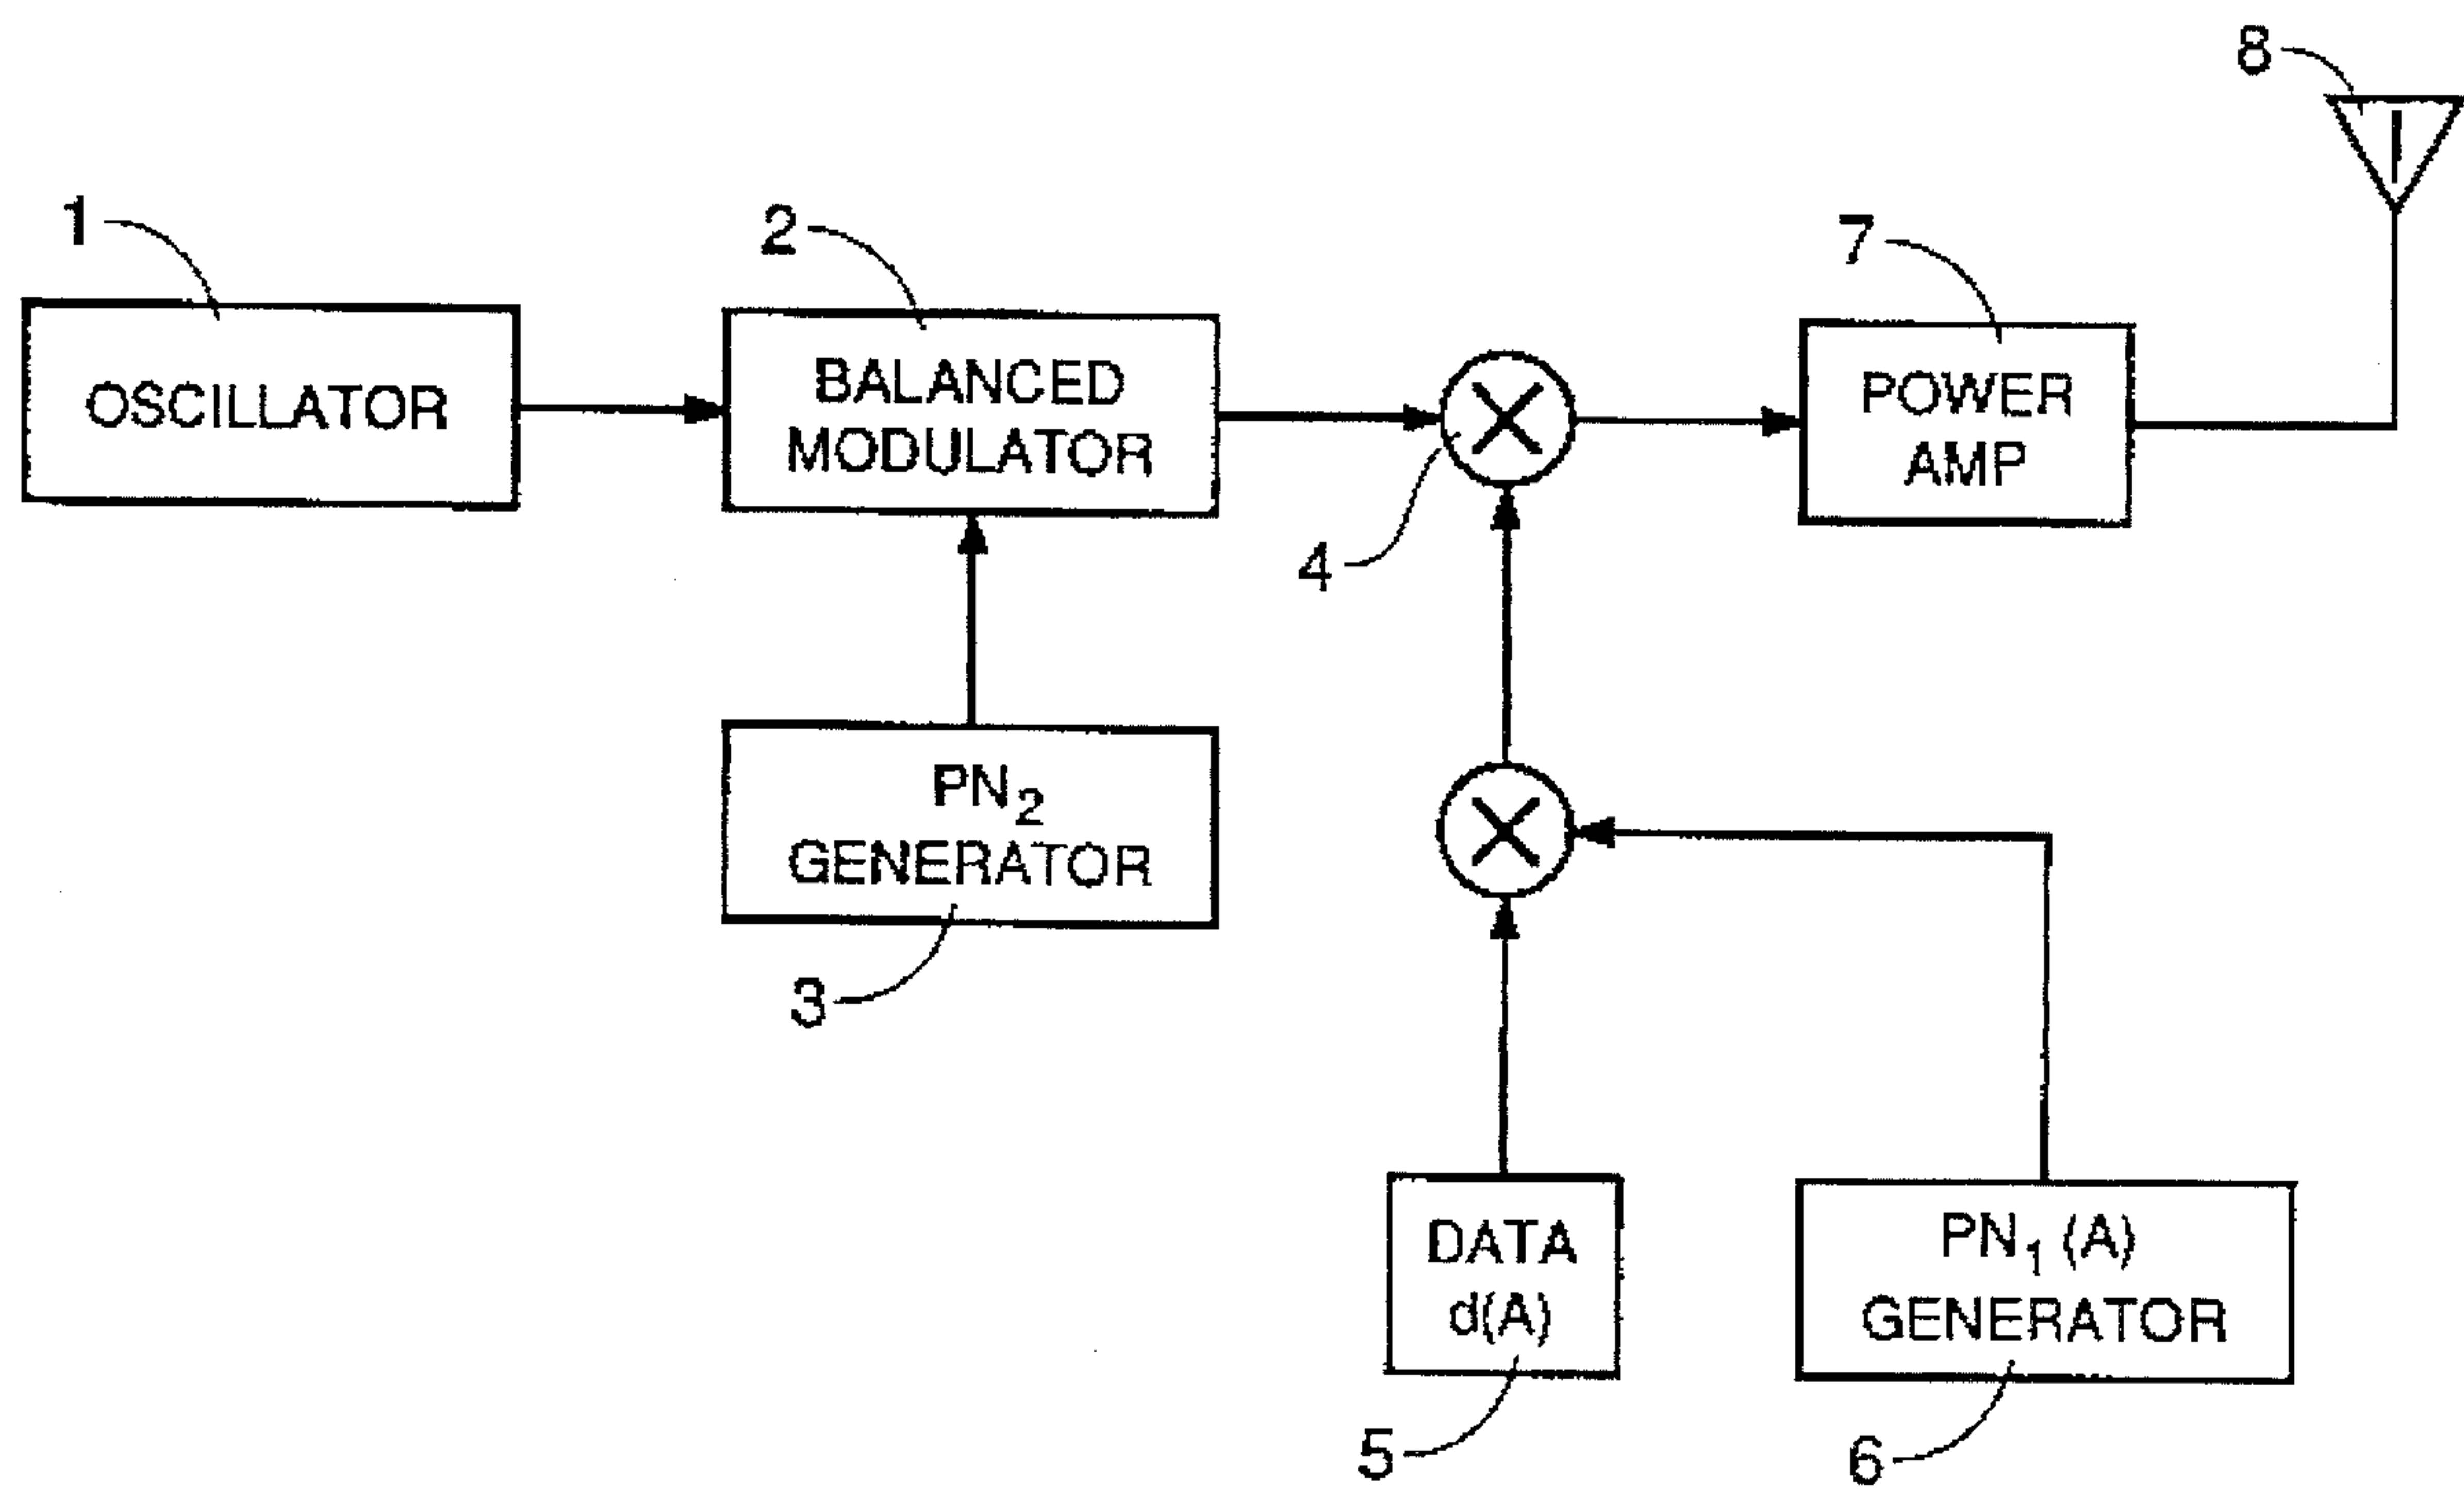 8
1
2
7
OSCILLATOR
BALANCED
MODULATOR
POWER
AMP
4
PN2
GENERATOR
3
DATA
d(A)
PN1 (A)
GENERATOR
5
6